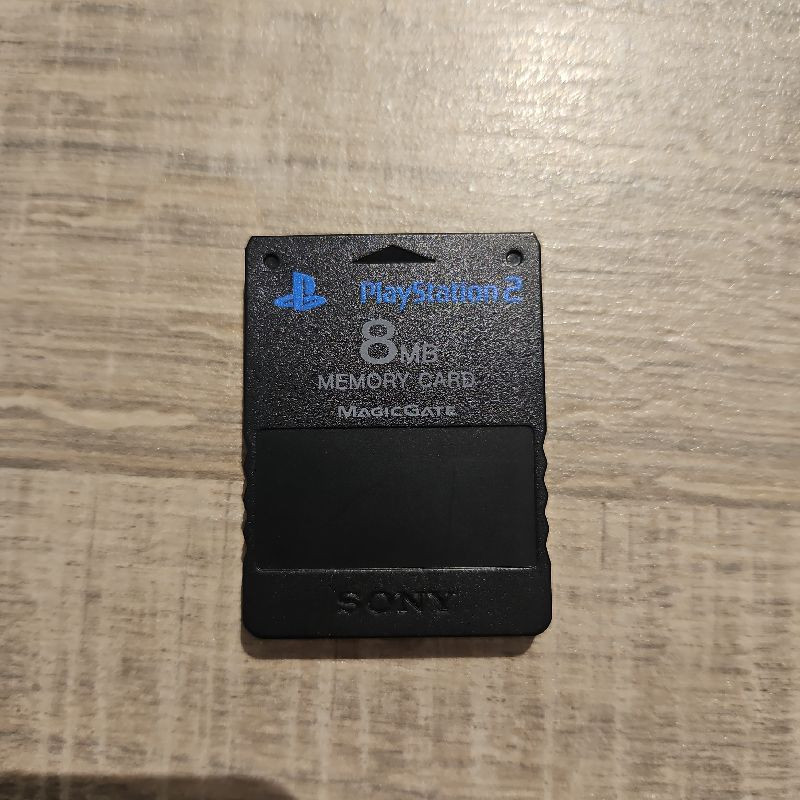 PlayStation 2
8MB
MEMORY CARD
MAGICGATE
SONY